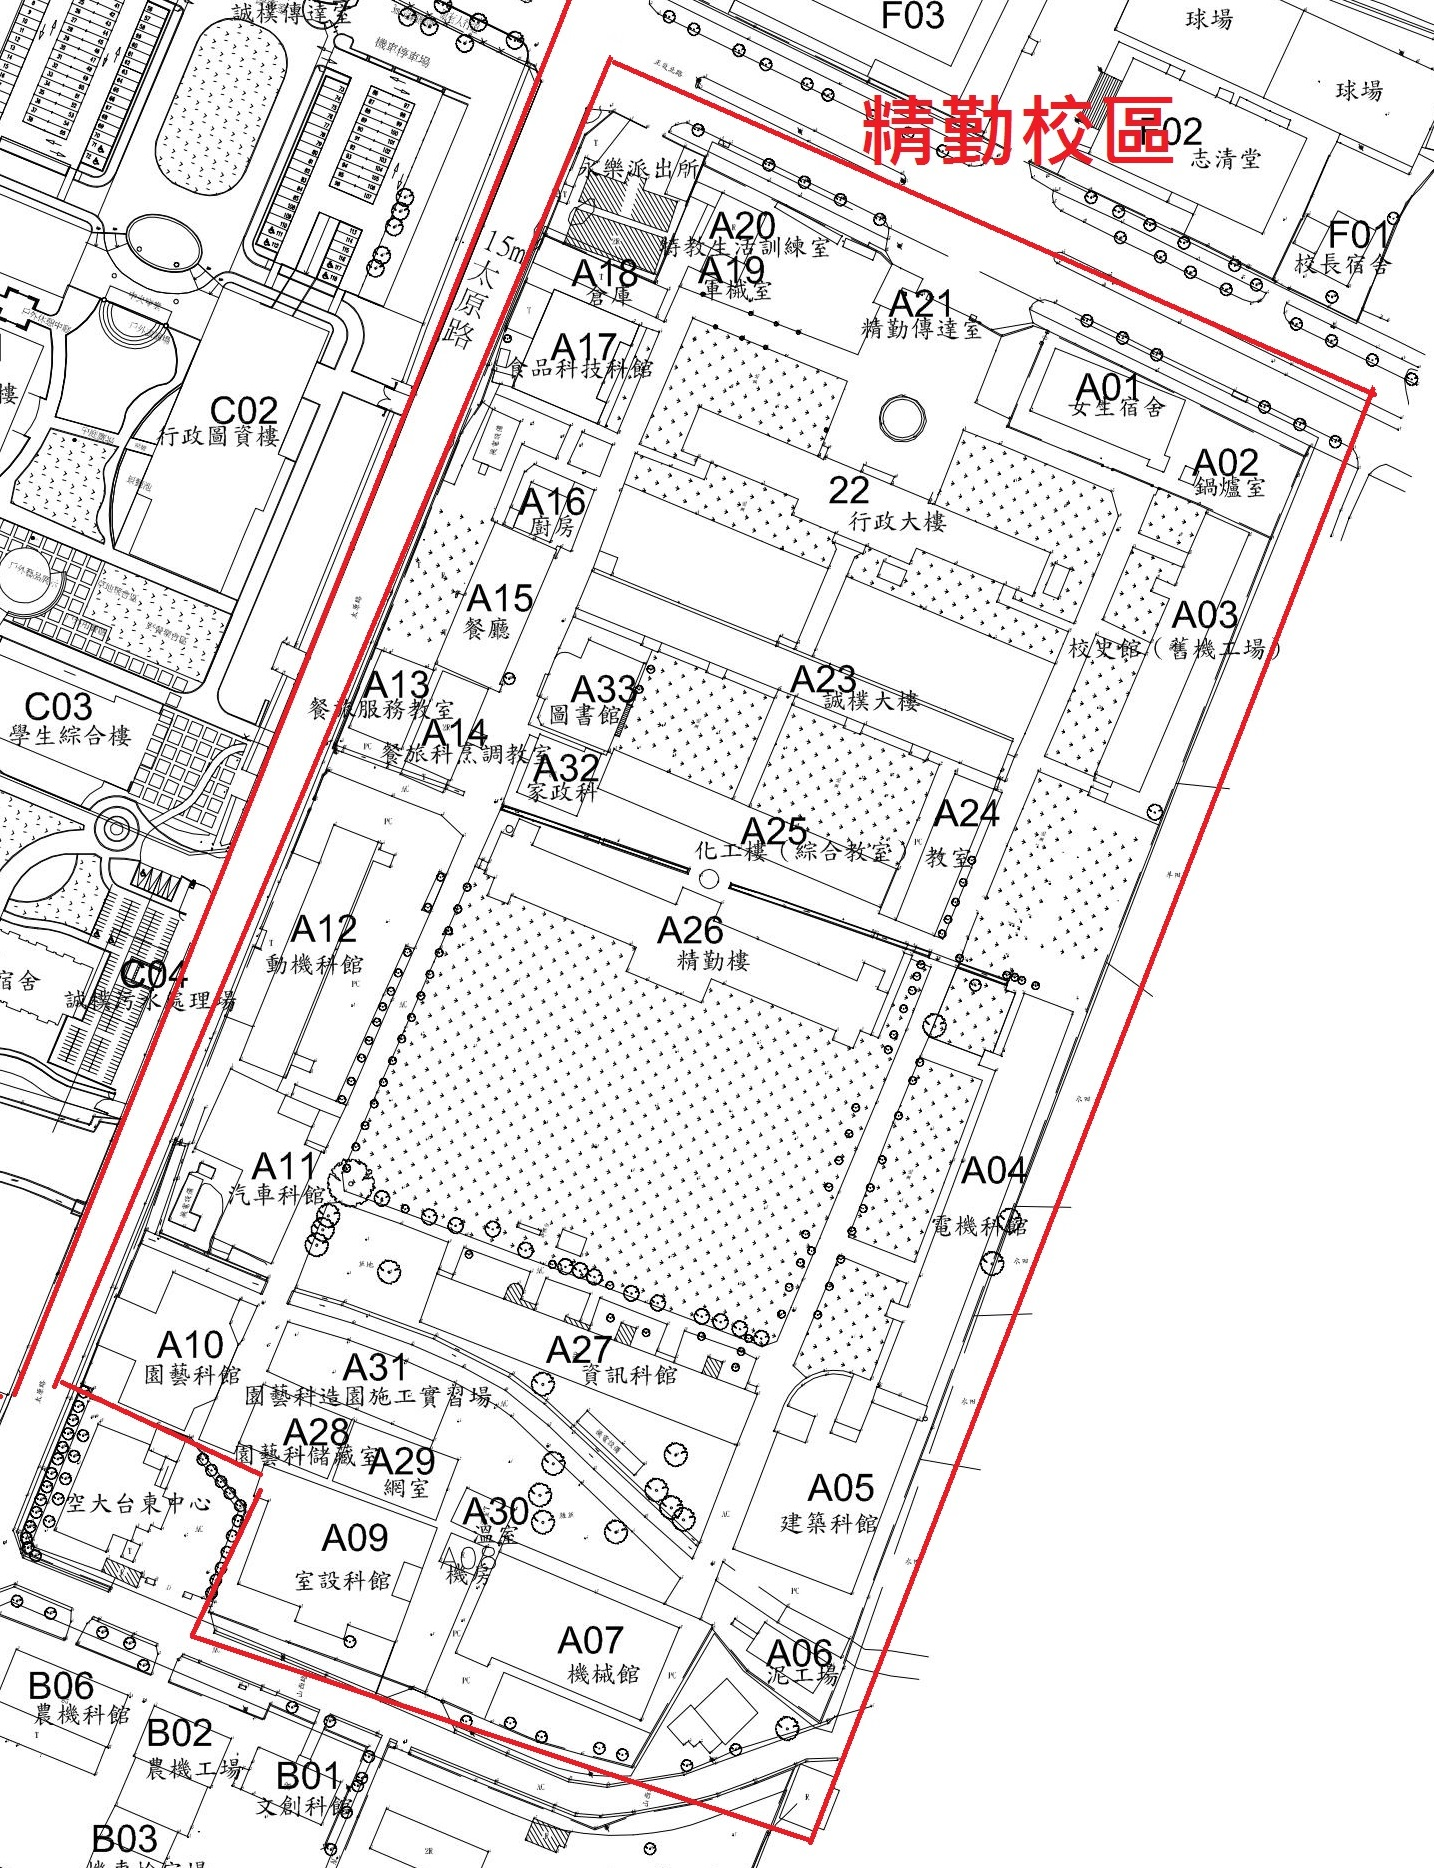 誠樸傳達室
機車停車場
F03
球場
球場
精勤校區
F02
志清堂
F01
校長宿舍
永樂派出所
15m
太原路
A20
特教生活訓練室
A19
軍械室
A18
倉庫
A21
精勤傳達室
A17
食品科技科館
A01
女生宿舍
A02
鍋爐室
C02
行政圖資樓
樓
A16
廚房
22
行政大樓
A15
餐廳
A03
校史館（舊機工場）
A13
餐旅服務教室
A14
餐旅科烹調教室
A33
圖書館
A23
誠樸大樓
C03
學生綜合樓
A32
家政科
A25
化工樓（綜合教室）
A24
教室
A12
動機科館
A26
精勤樓
宿舍
C04
誠樸污水處理場
A11
汽車科館
A04
電機科館
A10
園藝科館
A31
園藝科造園施工實習場
A27
資訊科館
A28
園藝科儲藏室
A29
網室
A30
溫室
A08
機房
A05
建築科館
空大台東中心
A09
室設科館
A07
機械館
A06
泥工場
B06
農機科館
B02
農機工場
B01
文創科館
B03